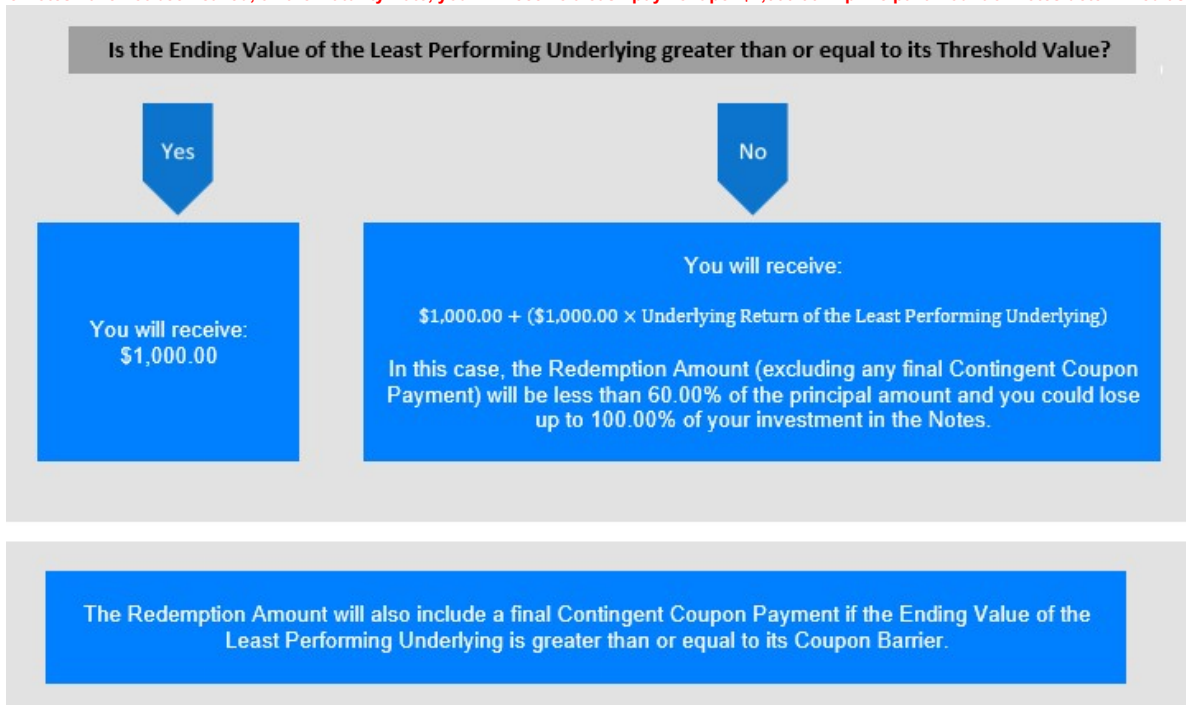 Is the Ending Value of the Least Performing Underlying greater than or equal to its Threshold Value?
Yes
No
You will receive:
$1,000.00
You will receive:
$1,000.00 + ($1,000.00 × Underlying Return of the Least Performing Underlying)
In this case, the Redemption Amount (excluding any final Contingent Coupon
Payment) will be less than 60.00% of the principal amount and you could lose
up to 100.00% of your investment in the Notes.
The Redemption Amount will also include a final Contingent Coupon Payment if the Ending Value of the
Least Performing Underlying is greater than or equal to its Coupon Barrier.